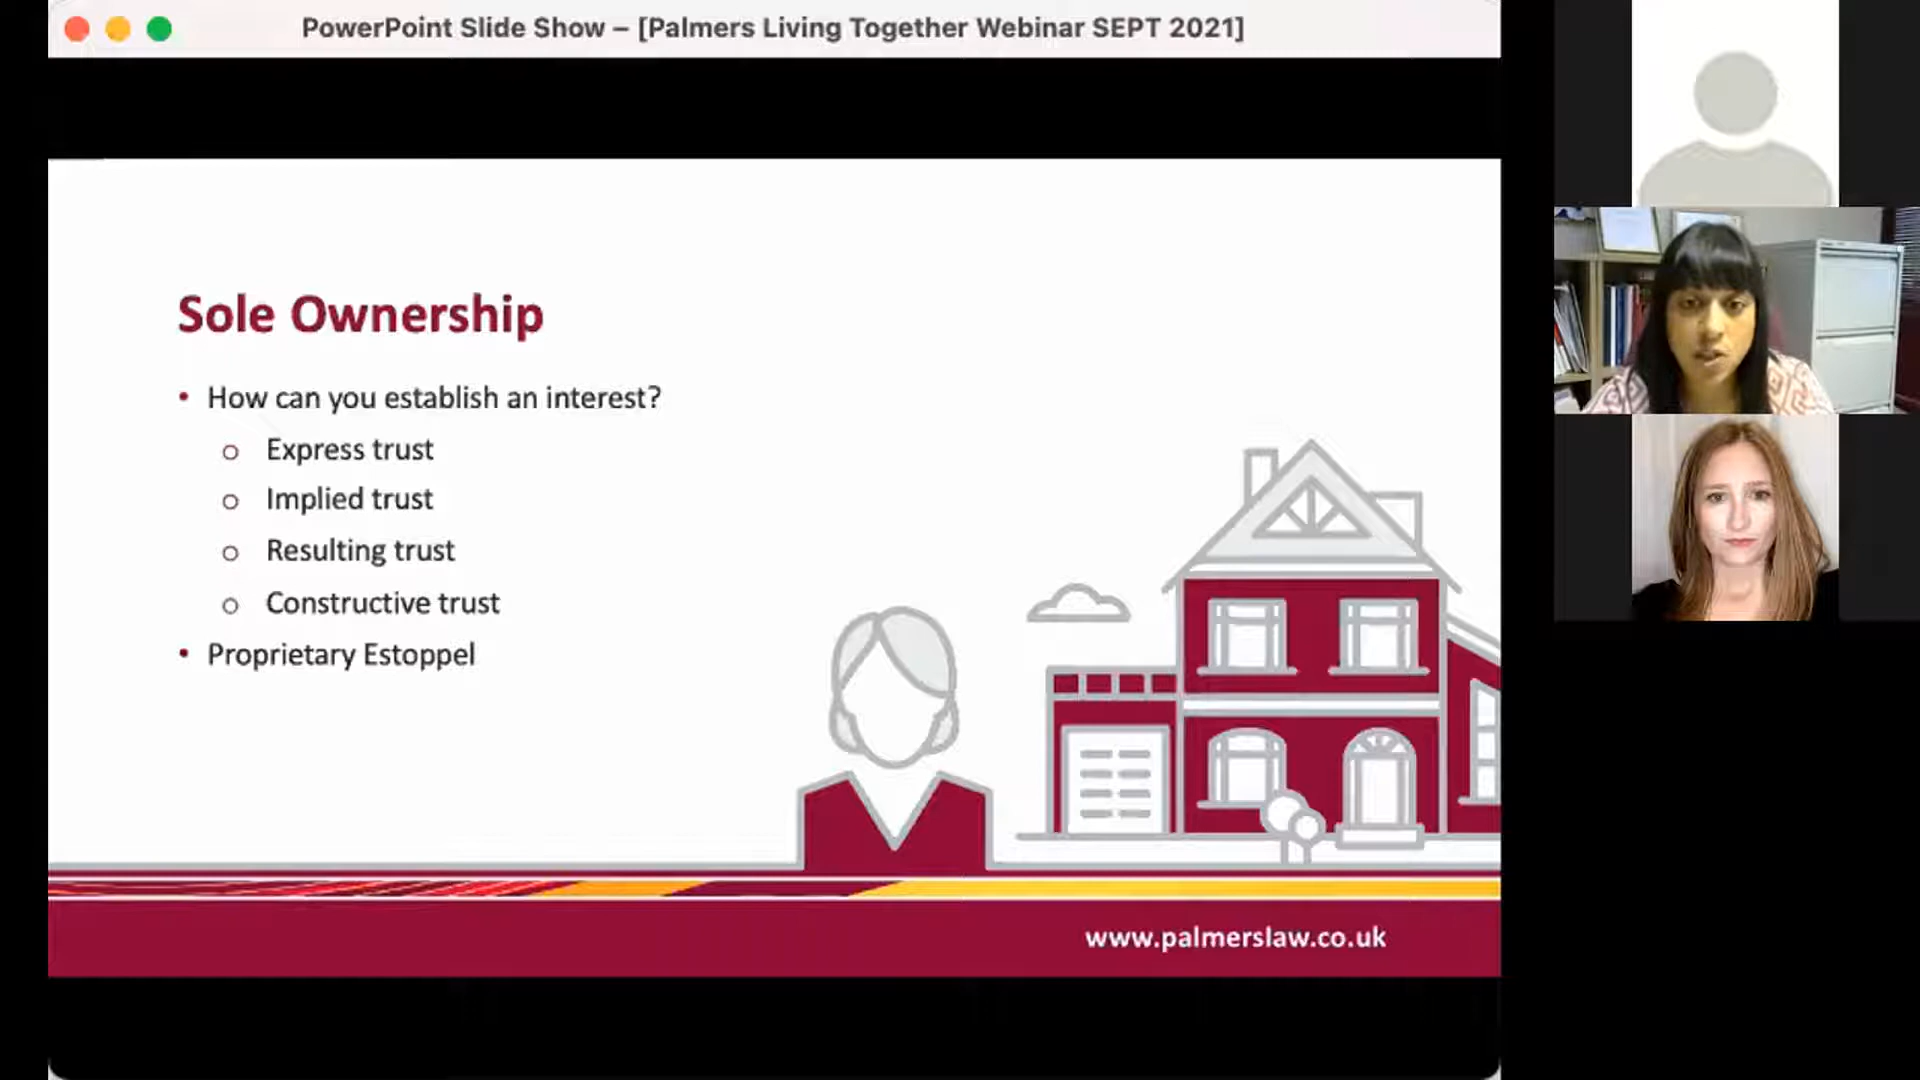 PowerPoint Slide Show – [Palmers Living Together Webinar SEPT 2021]
Sole Ownership
• How can you establish an interest?
o Express trust
o Implied trust
o Resulting trust
o Constructive trust
• Proprietary Estoppel
www.palmerslaw.co.uk